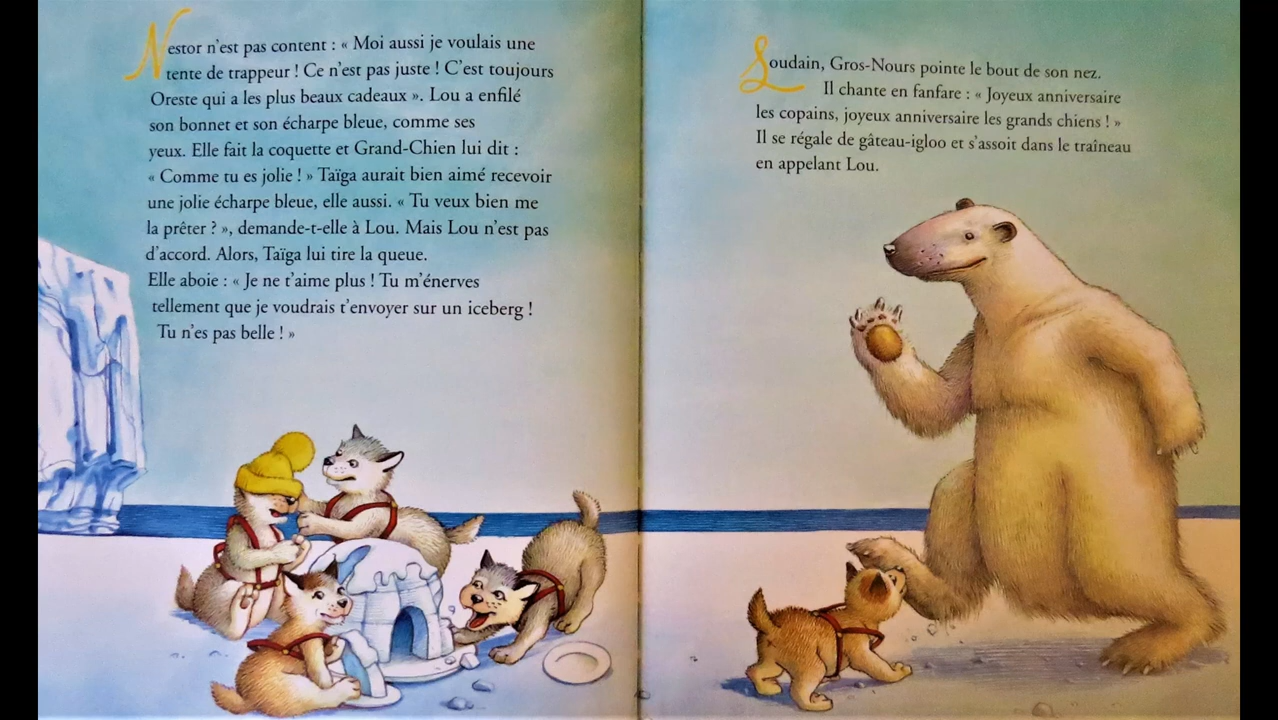 Nestor n'est pas content : « Moi aussi je voulais une
tente de trappeur ! Ce n'est pas juste ! C'est toujours
Oreste qui a les plus beaux cadeaux ». Lou a enfilé
son bonnet et son écharpe bleue, comme ses
yeux. Elle fait la coquette et Grand-Chien lui dit :
« Comme tu es jolie ! » Taïga aurait bien aimé recevoir
une jolie écharpe bleue, elle aussi. « Tu veux bien me
la prêter ? », demande-t-elle à Lou. Mais Lou n'est pas
d'accord. Alors, Taïga lui tire la queue.
Elle aboie : « Je ne t'aime plus ! Tu m'énerves
tellement que je voudrais t'envoyer sur un iceberg !
Tu n'es pas belle ! »
Soudain, Gros-Nours pointe le bout de son nez.
Il chante en fanfare : « Joyeux anniversaire
les copains, joyeux anniversaire les grands chiens ! »
Il se régale de gâteau-igloo et s'assoit dans le traîneau
en appelant Lou.